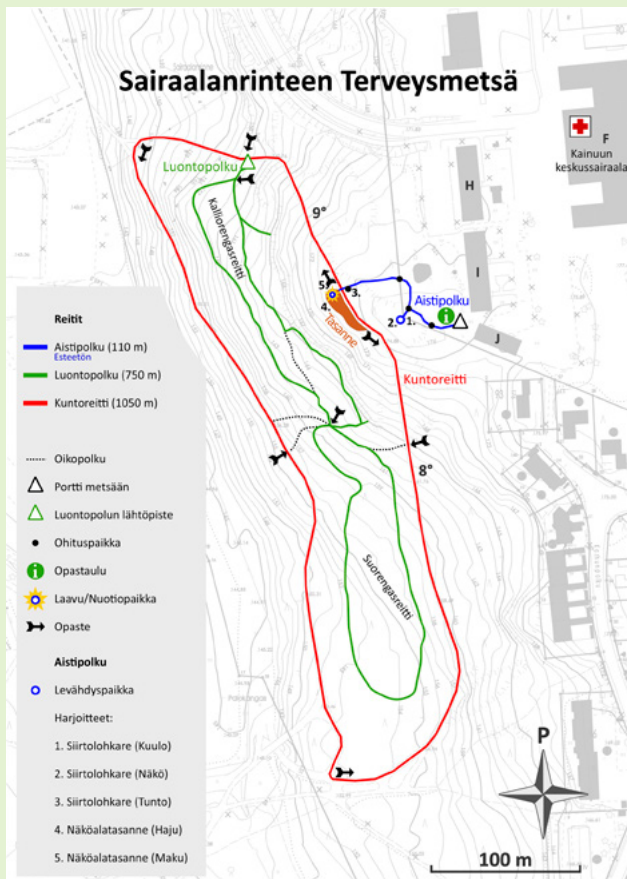 Sairaalanrinteen Terveysmetsä
F
Kainuun
keskussairaala
H
I
J
Luontopolku
Kalliorengasreitti
9°
5.
4.
3.
Tasanne
Aistipolku
2.
1.
Kuntoreitti
8°
Suorengasreitti
Reitit
Aistipolku (110 m)
Esteetön
Luontopolku (750 m)
Kuntoreitti (1050 m)
Oikopolku
Portti metsään
Luontopolun lähtöpiste
Ohituspaikka
Opastaulu
Laavu/Nuotiopaikka
Opaste
Aistipolku
Levähdyspaikka
Harjoitteet:
1. Siirtolohkare (Kuulo)
2. Siirtolohkare (Näkö)
3. Siirtolohkare (Tunto)
4. Näköalatasanne (Haju)
5. Näköalatasanne (Maku)
P
100 m